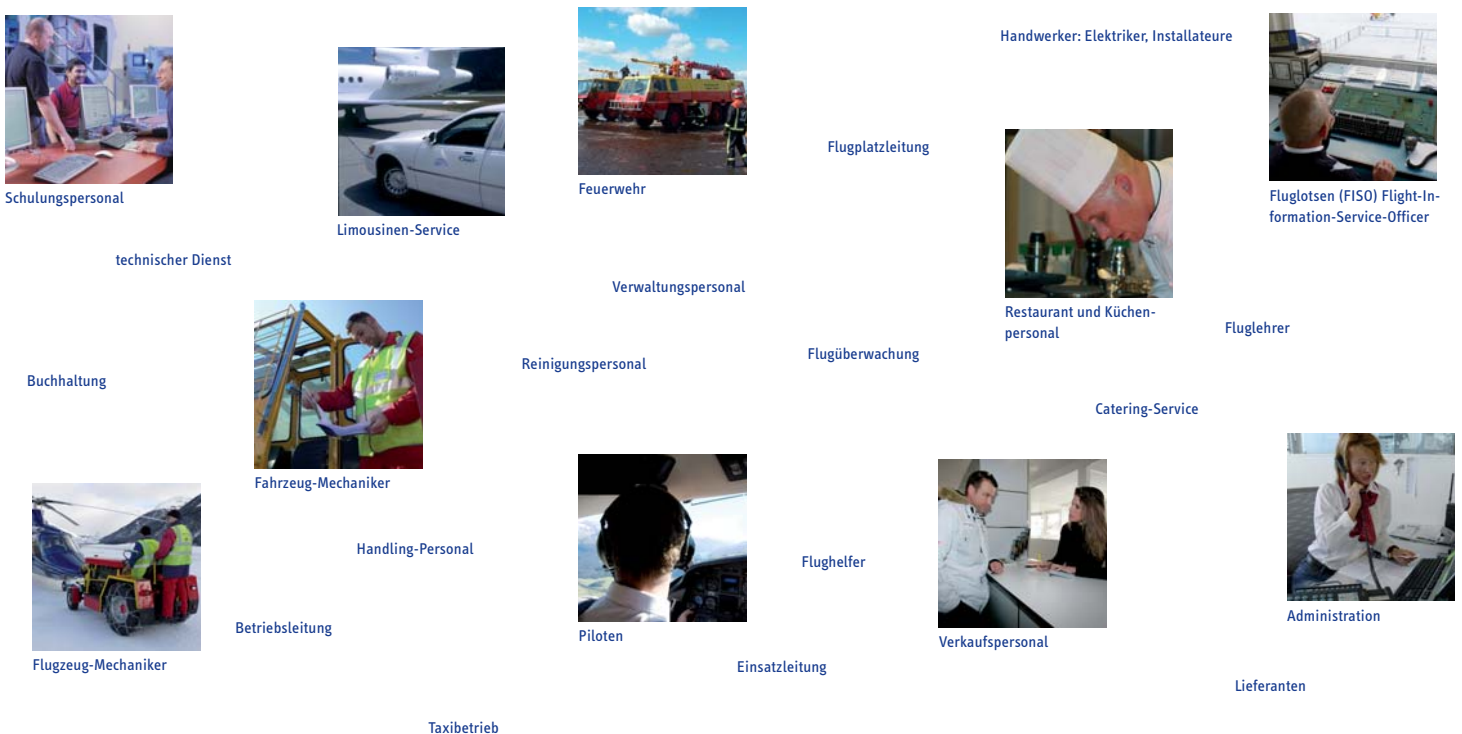 Handwerker: Elektriker, Installateure
Flugplatzleitung
Schulungspersonal
Feuerwehr
Fluglotsen (FISO) Flight-In-
formation-Service-Officer
Limousinen-Service
technischer Dienst
Verwaltungspersonal
Restaurant und Küchen-
personal
Fluglehrer
Flugüberwachung
Reinigungspersonal
Buchhaltung
Catering-Service
Fahrzeug-Mechaniker
Handling-Personal
Flughelfer
Administration
Betriebsleitung
Piloten
Verkaufspersonal
Flugzeug-Mechaniker
Einsatzleitung
Lieferanten
Taxibetrieb